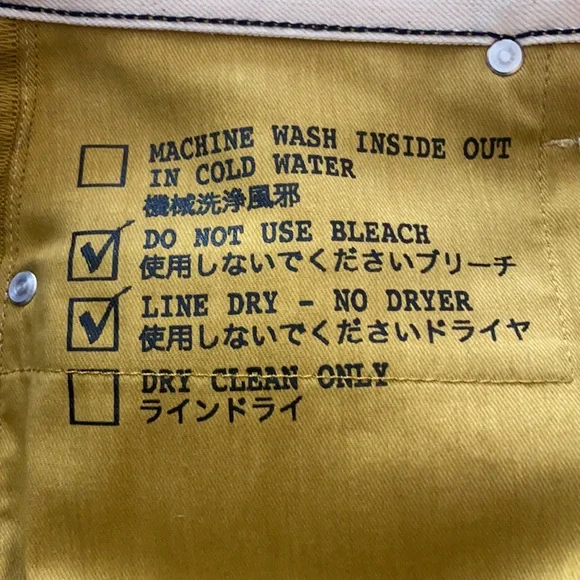 MACHINE WASH INSIDE OUT
IN COLD WATER
機械洗浄風邪
DO NOT USE BLEACH
使用しないでくださいブリーチ
LINE DRY - NO DRYER
使用しないでくださいドライヤ
DRY CLEAN ONLY
ラインドライ